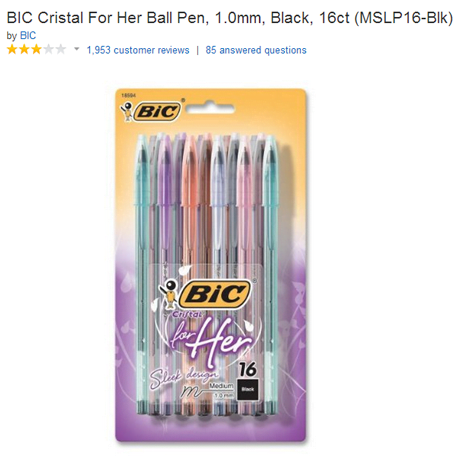 BIC Cristal For Her Ball Pen, 1.0mm, Black, 16ct (MSLP16-Blk)
by BIC
1,953 customer reviews | 85 answered questions
BiC
BiC
Cristal
for Her
Sleek design
16
m Medium
1.0 mm
Black